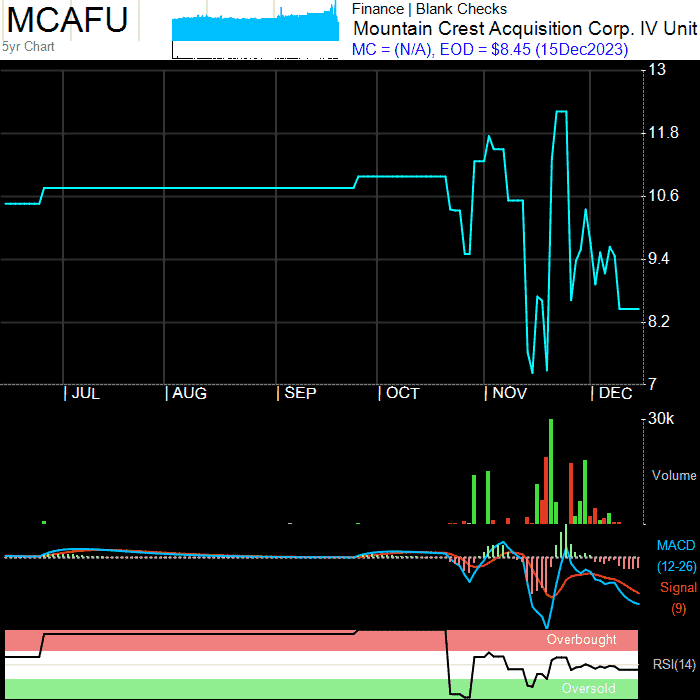 MCAFU
5yr Chart
Finance | Blank Checks
Mountain Crest Acquisition Corp. IV Unit
MC = (N/A), EOD = $8.45 (15Dec2023)
13
11.8
10.6
9.4
8.2
7
| JUL | AUG | SEP | OCT | NOV | DEC
30k
Volume
MACD
(12-26)
Signal
(9)
Overbought
RSI(14)
Oversold